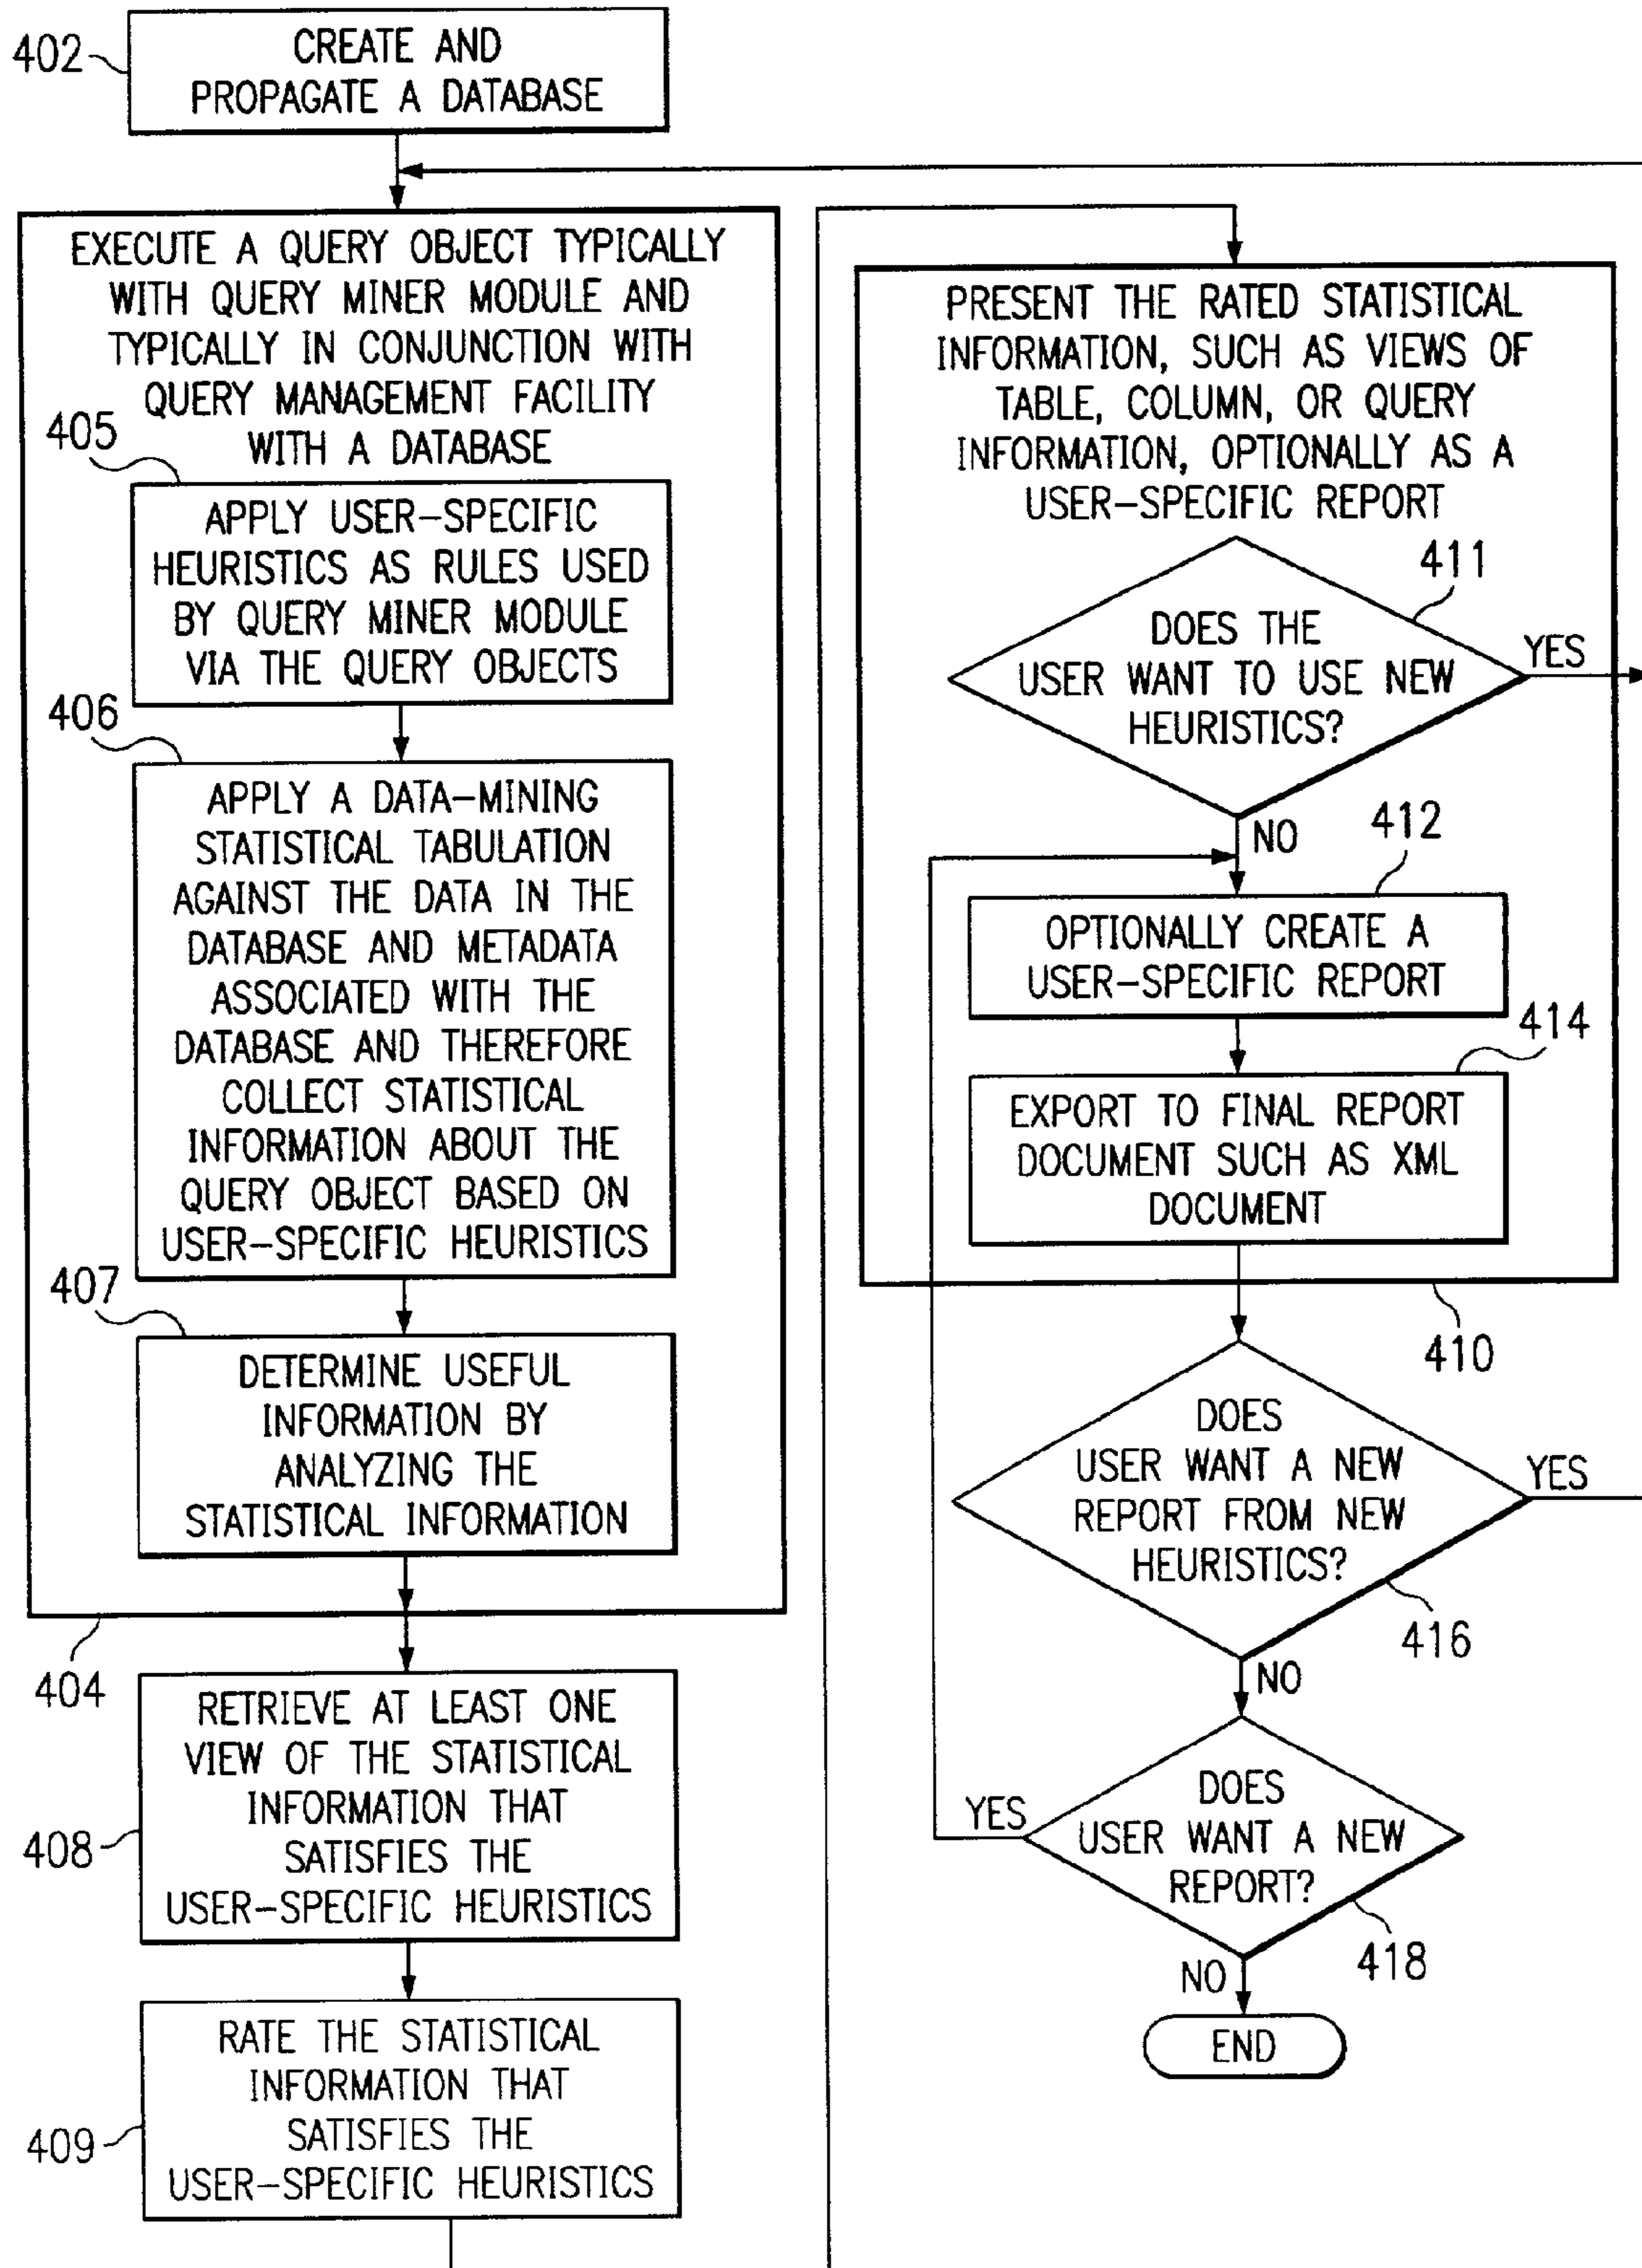 402
CREATE AND
PROPAGATE A DATABASE
EXECUTE A QUERY OBJECT TYPICALLY
WITH QUERY MINER MODULE AND
TYPICALLY IN CONJUNCTION WITH
QUERY MANAGEMENT FACILITY
WITH A DATABASE
405
APPLY USER-SPECIFIC
HEURISTICS AS RULES USED
BY QUERY MINER MODULE
VIA THE QUERY OBJECTS
406
APPLY A DATA-MINING
STATISTICAL TABULATION
AGAINST THE DATA IN THE
DATABASE AND METADATA
ASSOCIATED WITH THE
DATABASE AND THEREFORE
COLLECT STATISTICAL
INFORMATION ABOUT THE
QUERY OBJECT BASED ON
USER-SPECIFIC HEURISTICS
407
DETERMINE USEFUL
INFORMATION BY
ANALYZING THE
STATISTICAL INFORMATION
404
RETRIEVE AT LEAST ONE
VIEW OF THE STATISTICAL
INFORMATION THAT
SATISFIES THE
USER-SPECIFIC HEURISTICS
408
RATE THE STATISTICAL
INFORMATION THAT
SATISFIES THE
USER-SPECIFIC HEURISTICS
409
PRESENT THE RATED STATISTICAL
INFORMATION, SUCH AS VIEWS OF
TABLE, COLUMN, OR QUERY
INFORMATION, OPTIONALLY AS A
USER-SPECIFIC REPORT
411
DOES THE
USER WANT TO USE NEW
HEURISTICS?
YES
NO
412
OPTIONALLY CREATE A
USER-SPECIFIC REPORT
414
EXPORT TO FINAL REPORT
DOCUMENT SUCH AS XML
DOCUMENT
410
DOES
USER WANT A NEW
REPORT FROM NEW
HEURISTICS?
YES
416
NO
DOES
USER WANT A NEW
REPORT?
YES
418
NO
END